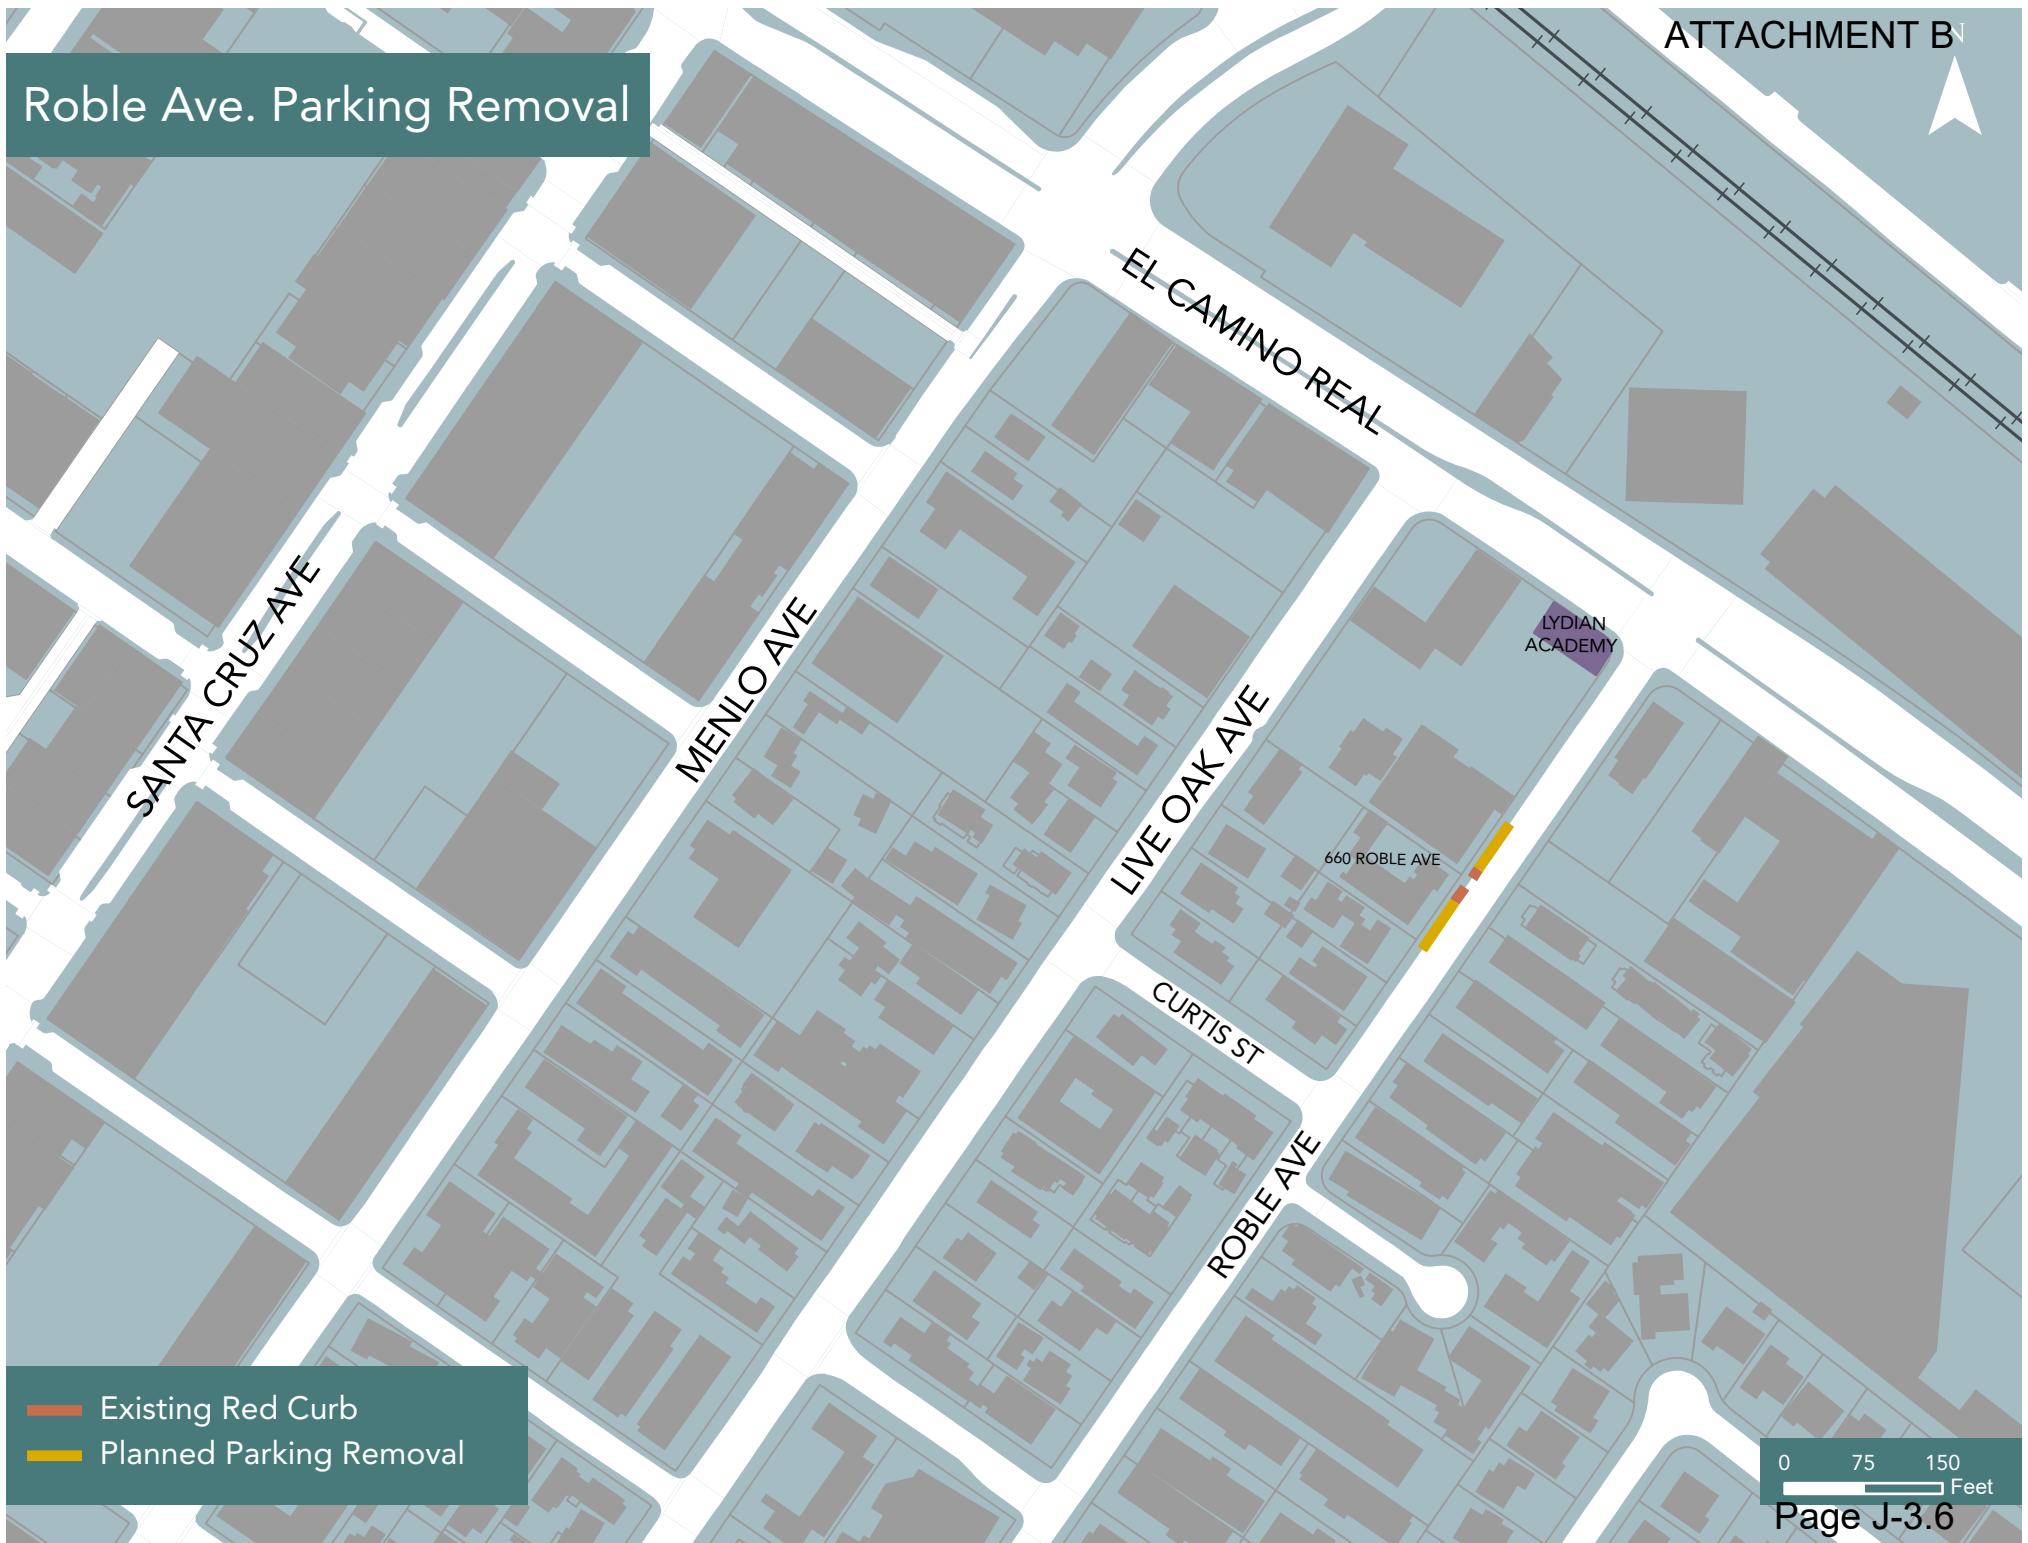 ATTACHMENT B
N
Roble Ave. Parking Removal
EL CAMINO REAL
SANTA CRUZ AVE
MENLO AVE
LIVE OAK AVE
LYDIAN
ACADEMY
660 ROBLE AVE
CURTIS ST
ROBLE AVE
Existing Red Curb
Planned Parking Removal
0 75 150
Feet
Page J-3.6